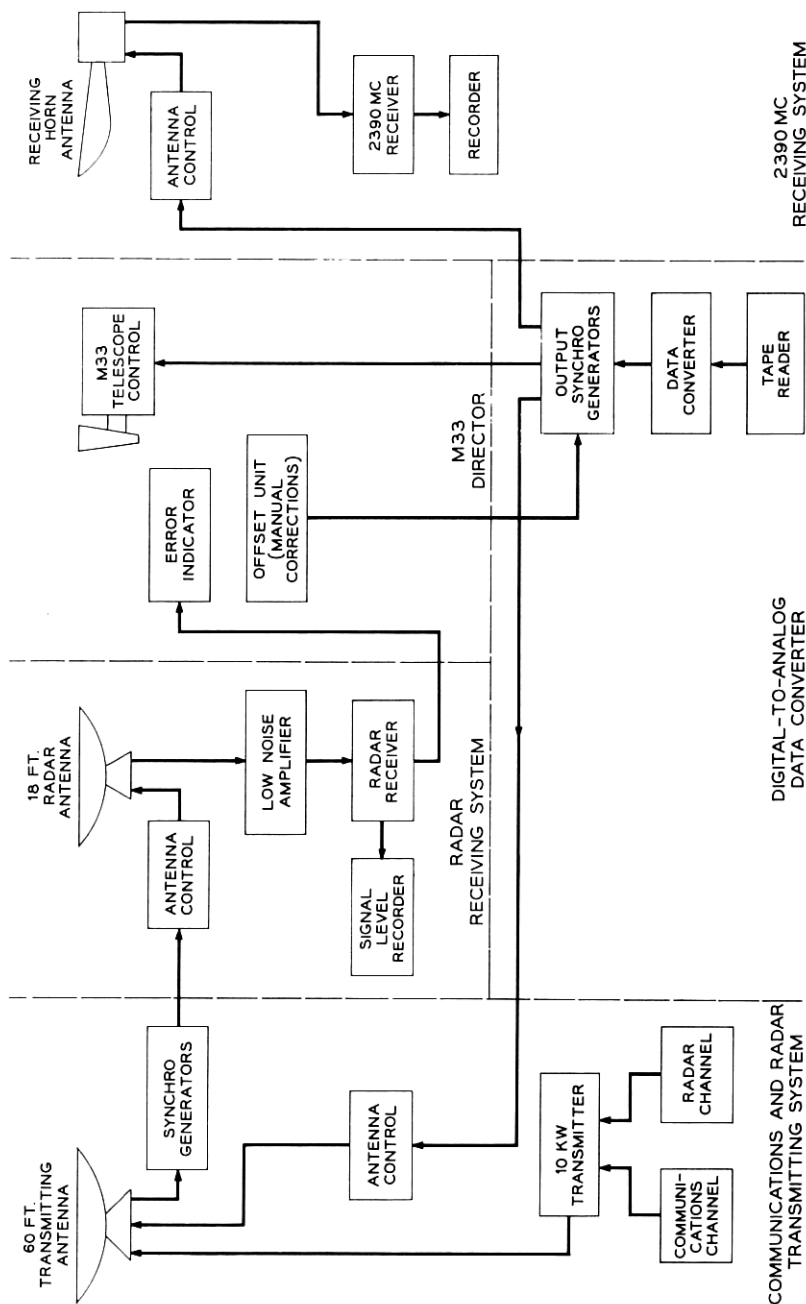 60 FT.
TRANSMITTING
ANTENNA
SYNCHRO
GENERATORS
ANTENNA
CONTROL
10 KW
TRANSMITTER
COMMUNI-
CATIONS
CHANNEL
RADAR
CHANNEL
COMMUNICATIONS AND RADAR
TRANSMITTING SYSTEM
18 FT.
RADAR
ANTENNA
ANTENNA
CONTROL
LOW NOISE
AMPLIFIER
RADAR
RECEIVER
SIGNAL
LEVEL
RECORDER
RADAR
RECEIVING SYSTEM
M33
TELESCOPE
CONTROL
ERROR
INDICATOR
OFFSET UNIT
(MANUAL
CORRECTIONS)
M33
DIRECTOR
OUTPUT
SYNCHRO
GENERATORS
DATA
CONVERTER
TAPE
READER
DIGITAL-TO-ANALOG
DATA CONVERTER
RECEIVING
HORN
ANTENNA
ANTENNA
CONTROL
2390 MC
RECEIVER
RECORDER
2390 MC
RECEIVING SYSTEM